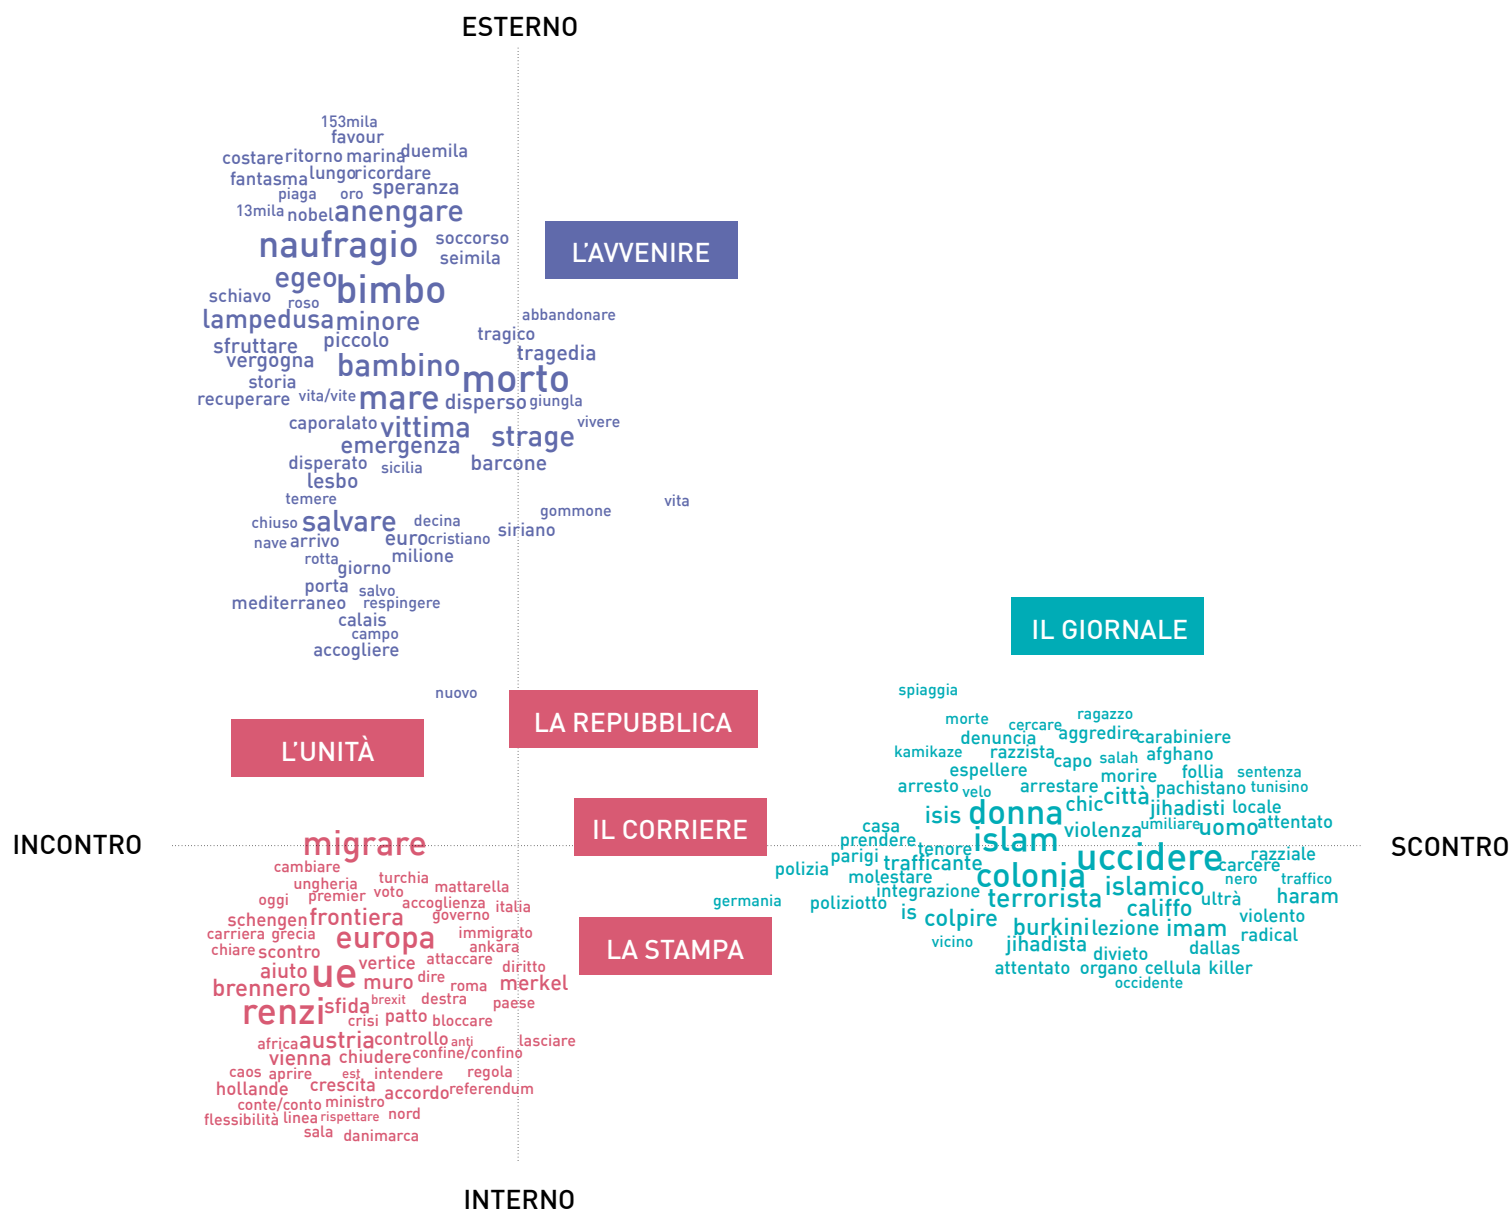 ESTERNO
153mila
favour
costare ritorno marina duemila
fantasma lungo ricordare
piaga oro speranza
13mila nobel anengare
naufragio soccorso
seimila
L'AVVENIRE
egeo bimbo
schiavo roso
lampedusa minore abbandonare
sfruttare piccolo tragico
vergogna bambino tragedia
storia morto
recuperare vita/vite mare disperso giungla
caporalato vittima strage vivere
emergenza
disperato sicilia barcone
lesbo
temere vita
chiuso salvare decina gommone
nave arrivo euro cristiano siriano
rotta milione
giorno
porta salvo
mediterraneo respingere
calais
campo
accogliere
nuovo
IL GIORNALE
LA REPUBBLICA
L'UNITÀ
IL CORRIERE
LA STAMPA
spiaggia
morte cercare ragazzo
denuncia aggredire carabiniere
kamikaze razzista capo salah afghano
espellere morire follia sentenza
arresto velo arrestare città pachistano tunisino
isis donna chic jihadisti locale
casa islam violenza umiliare uomo attentato
prendere tenore
parigi trafficante uccidere carcere razziale
polizia molestare colonia nero traffico
integrazione terrorista islamico ultrà haram
germania poliziotto is colpire califfo violento
burkini lezione imam radical
vicino jihadista divieto dallas
attentato organo cellula killer
occidente
INCONTRO
SCONTRO
migrare
cambiare
ungheria turchia
oggi premier voto mattarella
accoglienza italia
schengen frontiera governo
carriera grecia europa immigrato
chiare scontro ankara
aiuto ue vertice attaccare diritto
brennero muro dire roma merkel
renzi sfida brexit destra paese
crisi patto bloccare
africa austria controllo anti lasciare
vienna chiudere confine/confino
caos aprire est intendere regola
hollande crescita accordo referendum
conte/conto ministro
flessibilità linea rispettare nord
sala danimarca
INTERNO